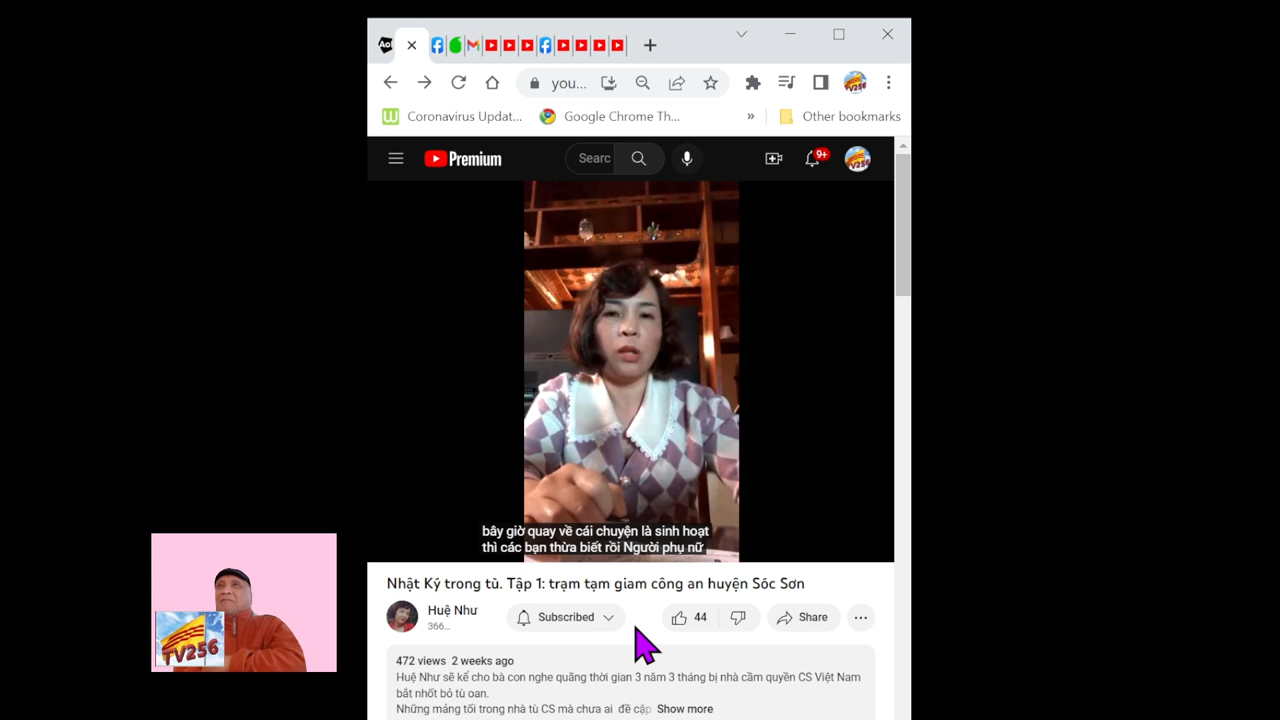 you...
Coronavirus Updat...
Google Chrome Th...
»
Other bookmarks
Premium
Searc
9+
bây giờ quay về cái chuyện là sinh hoạt
thì các bạn thừa biết rồi Người phụ nữ
Nhật Ký trong tù. Tập 1: trạm tạm giam công an huyện Sóc Sơn
Huệ Như
366...
Subscribed
44
Share
472 views 2 weeks ago
Huệ Như sẽ kể cho bà con nghe quãng thời gian 3 năm 3 tháng bị nhà cầm quyền CS Việt Nam
bắt nhốt bỏ tù oan.
Những mảng tối trong nhà tù CS mà chưa ai đề cập Show more
TV256